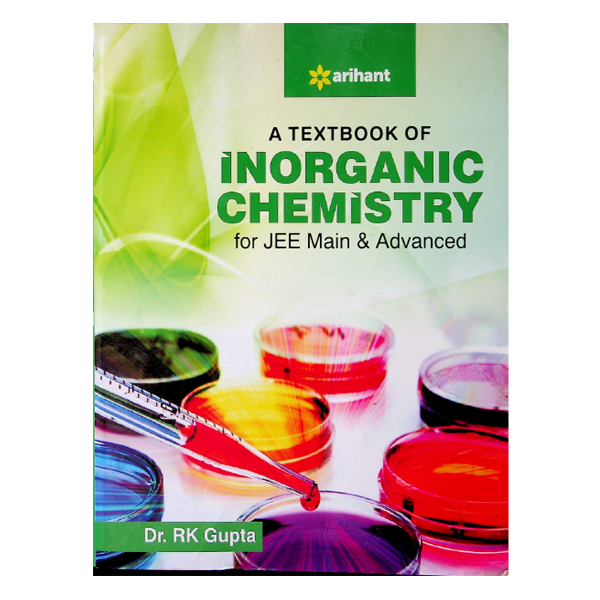 arihant
A TEXTBOOK OF
INORGANIC
CHEMISTRY
for JEE Main & Advanced
Dr. RK Gupta